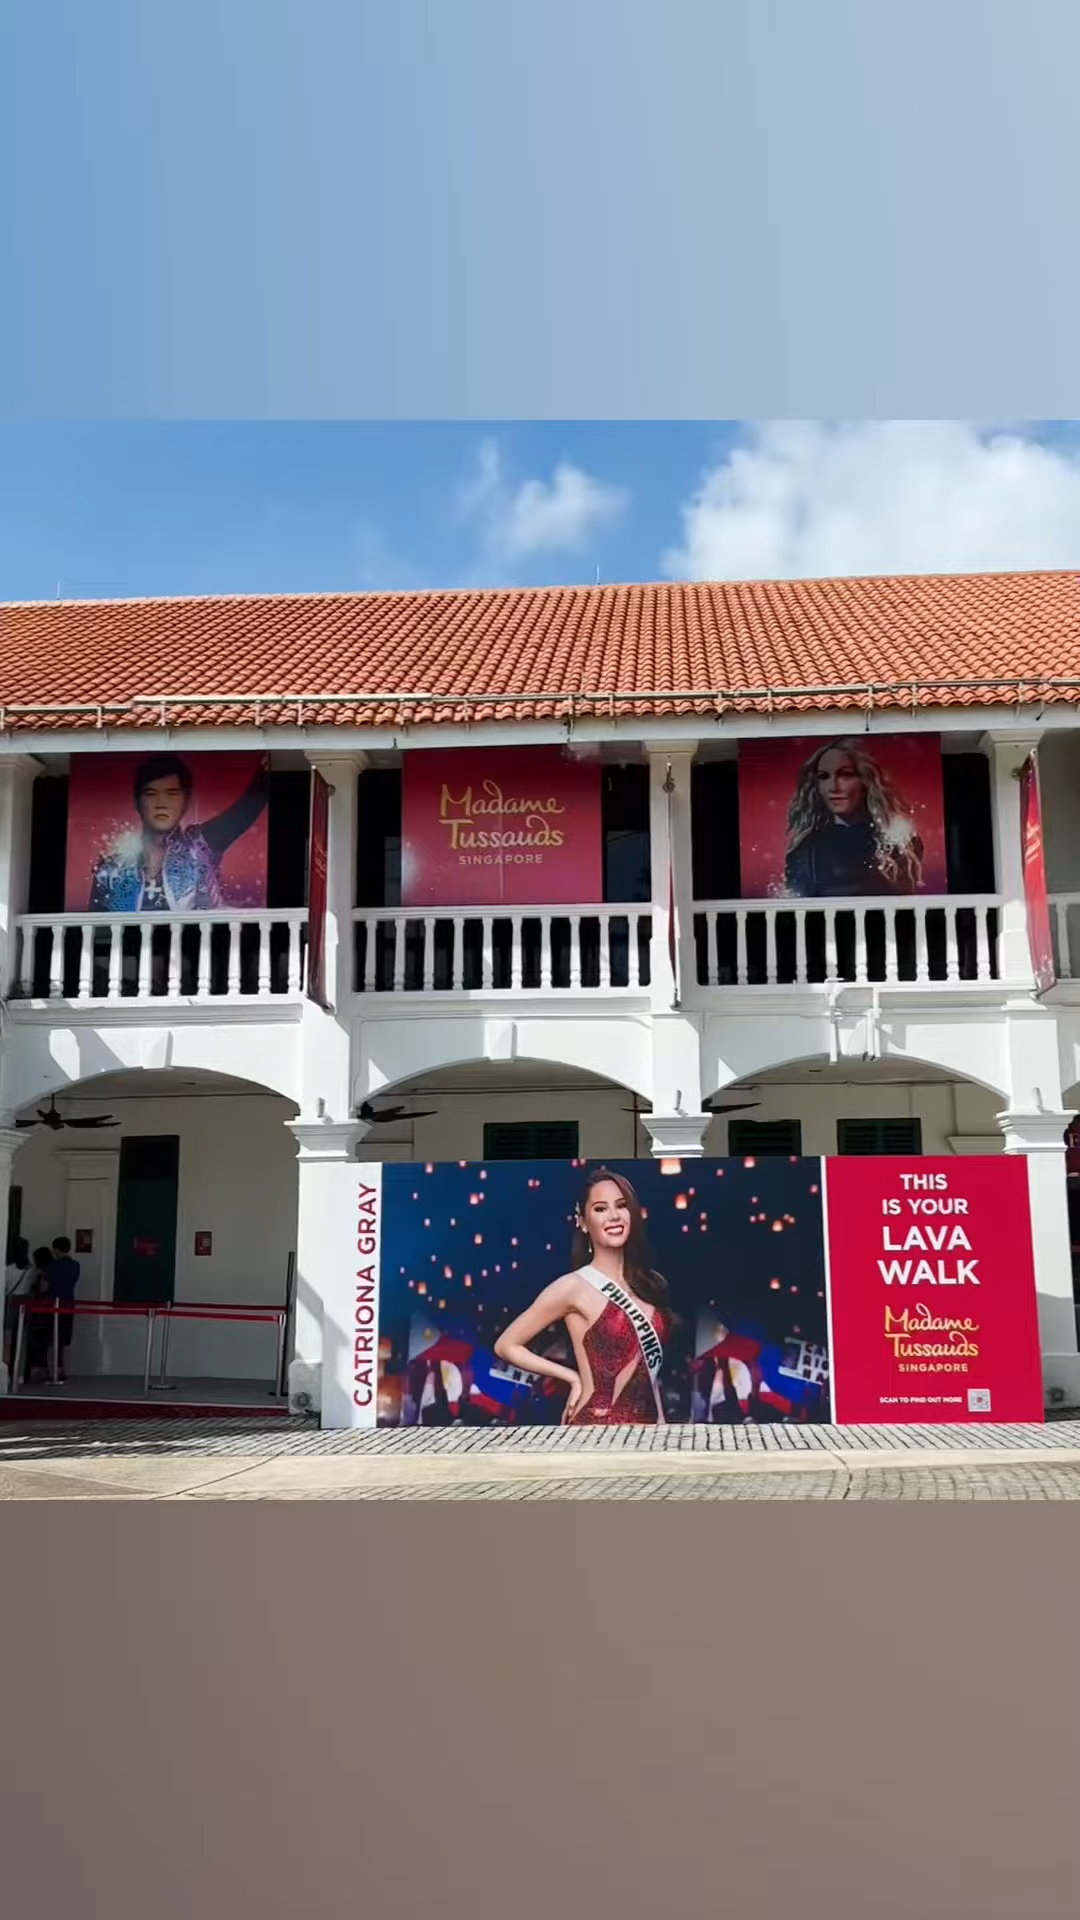 Madame
Tussauds
SINGAPORE
CATRIONA GRAY
PHILIPPINES
THIS
IS YOUR
LAVA
WALK
Madame
Tussauds
SINGAPORE
SCAN TO FIND OUT MORE